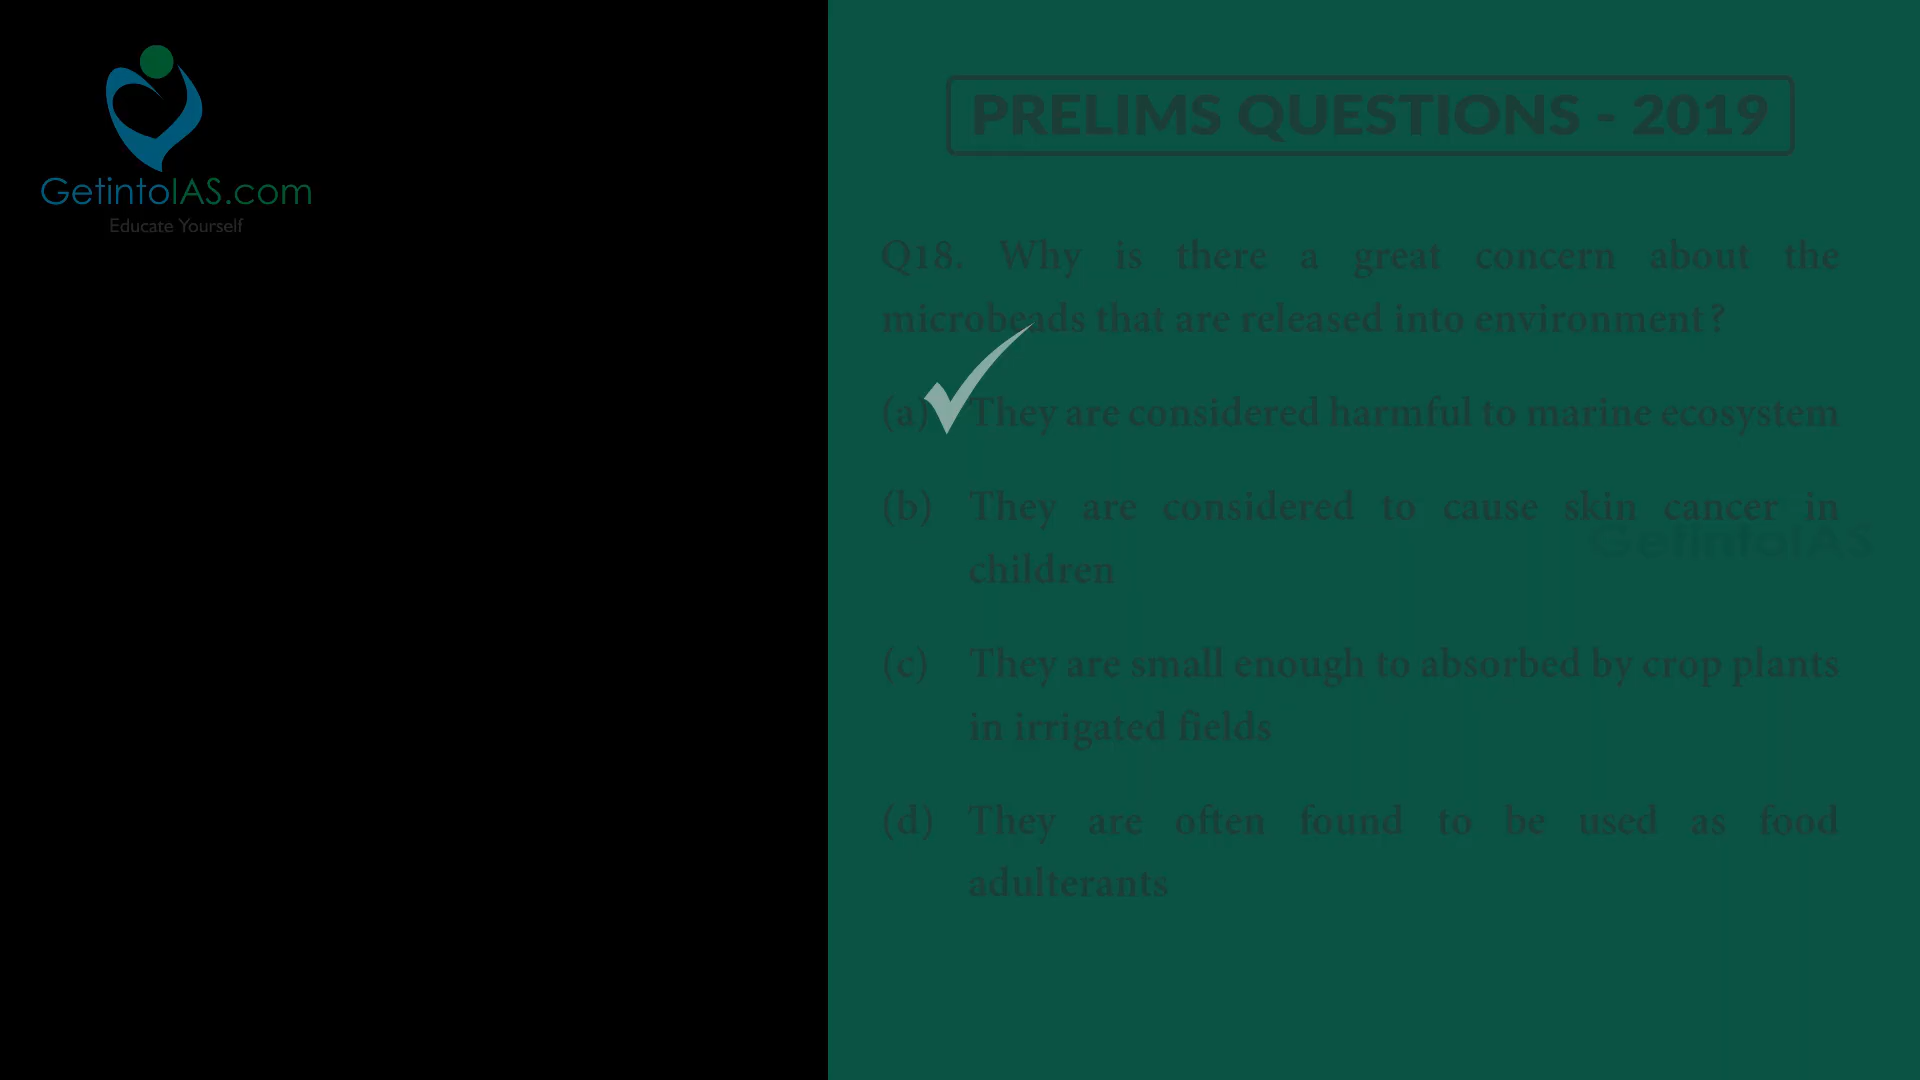 GetintoIAS.com
Educate Yourself
PRELIMS QUESTIONS - 2019
Q18. Why is there a great concern about the
microbeads that are released into environment?
(a) They are considered harmful to marine ecosystem
(b) They are considered to cause skin cancer in
children
(c) They are small enough to absorbed by crop plants
in irrigated fields
(d) They are often found to be used as food
adulterants
GetintoIAS